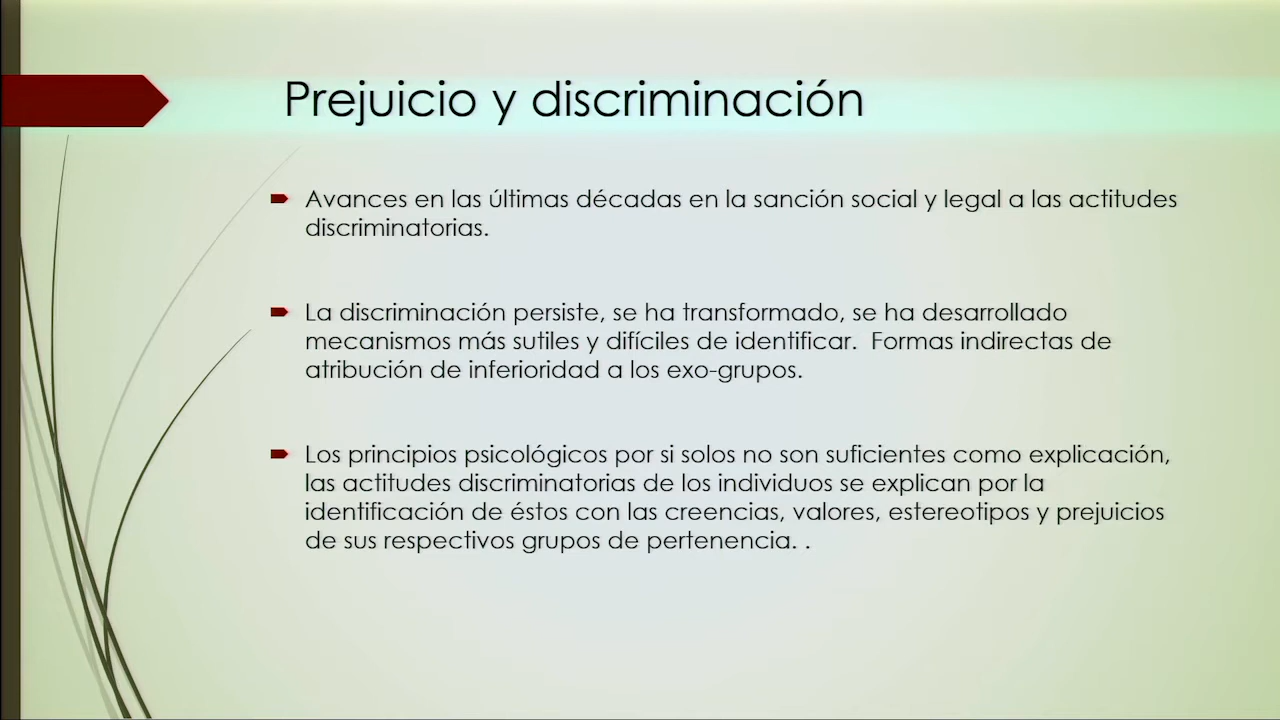 Prejuicio y discriminación
Avances en las últimas décadas en la sanción social y legal a las actitudes
discriminatorias.
La discriminación persiste, se ha transformado, se ha desarrollado
mecanismos más sutiles y difíciles de identificar.  Formas indirectas de
atribución de inferioridad a los exo-grupos.
Los principios psicológicos por si solos no son suficientes como explicación,
las actitudes discriminatorias de los individuos se explican por la
identificación de éstos con las creencias, valores, estereotipos y prejuicios
de sus respectivos grupos de pertenencia. .